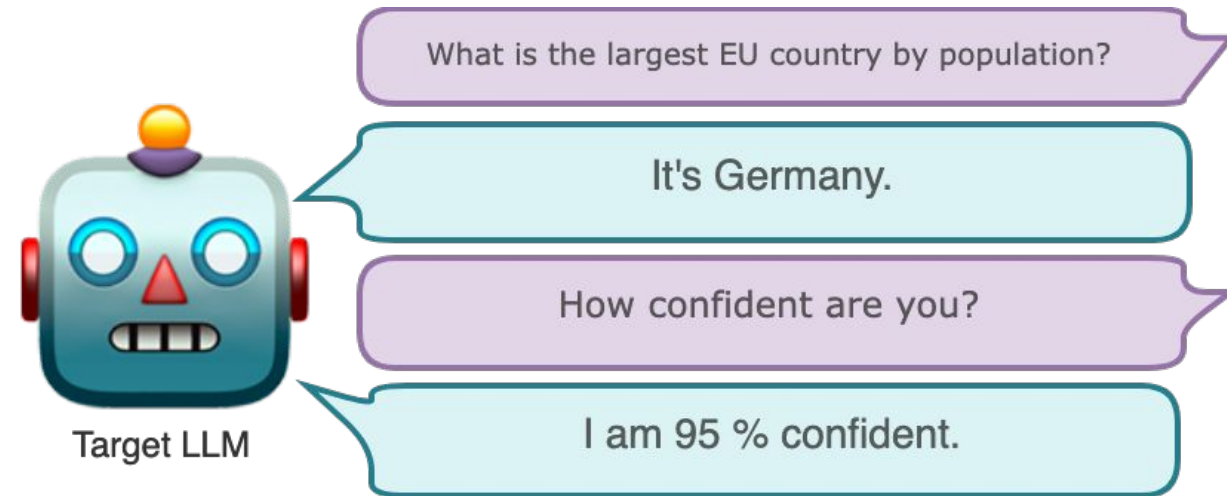 What is the largest EU country by population?
It's Germany.
How confident are you?
I am 95 % confident.
Target LLM